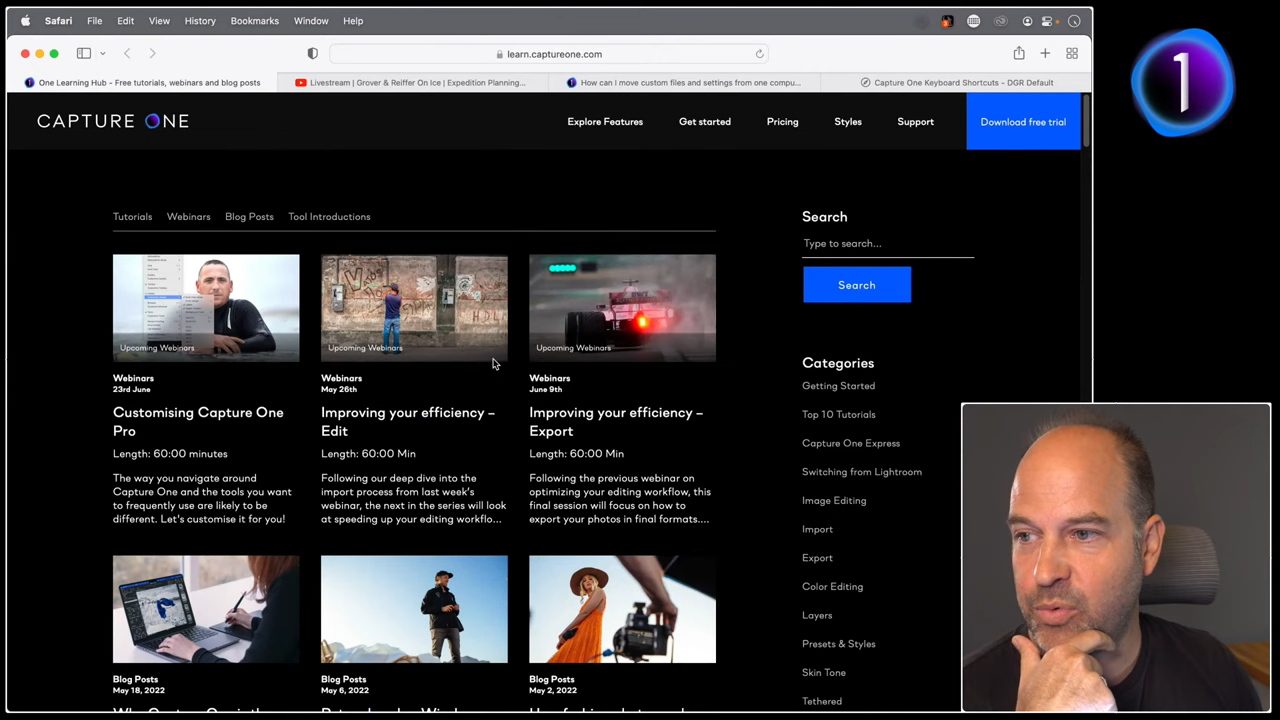 Safari File Edit View History Bookmarks Window Help
learn.captureone.com
One Learning Hub - Free tutorials, webinars and blog posts
Livestream | Grover & Reiffer On Ice | Expedition Planning...
How can I move custom files and settings from one compu...
Capture One Keyboard Shortcuts – DGR Default
CAPTURE ONE
Explore Features Get started Pricing Styles Support Download free trial
Tutorials Webinars Blog Posts Tool Introductions
Upcoming Webinars
Webinars
23rd June
Customising Capture One
Pro
Length: 60:00 minutes
The way you navigate around
Capture One and the tools you want
to frequently use are likely to be
different. Let's customise it for you!
Upcoming Webinars
Webinars
May 26th
Improving your efficiency –
Edit
Length: 60:00 Min
Following our deep dive into the
import process from last week's
webinar, the next in the series will look
at speeding up your editing workflo...
Upcoming Webinars
Webinars
June 9th
Improving your efficiency –
Export
Length: 60:00 Min
Following the previous webinar on
optimizing your editing workflow, this
final session will focus on how to
export your photos in final formats....
Blog Posts
May 18, 2022
Blog Posts
May 6, 2022
Blog Posts
May 2, 2022
Search
Type to search...
Search
Categories
Getting Started
Top 10 Tutorials
Capture One Express
Switching from Lightroom
Image Editing
Import
Export
Color Editing
Layers
Presets & Styles
Skin Tone
Tethered
1